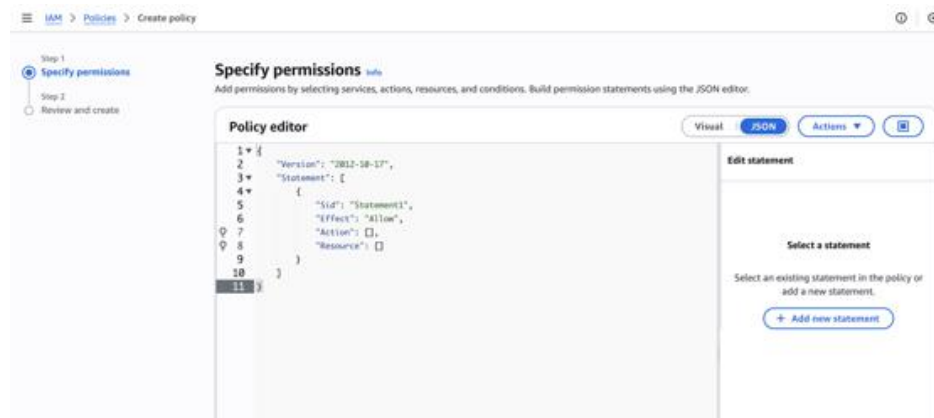 IAM > Policies > Create policy
Step 1
Specify permissions
Step 2
Review and create
Specify permissions Info
Add permissions by selecting services, actions, resources, and conditions. Build permission statements using the JSON editor.
Policy editor
Visual JSON Actions
1 {
2 "Version": "2012-10-17",
3 "Statement": [
4 {
5 "Sid": "Statement1",
6 "Effect": "Allow",
7 "Action": [],
8 "Resource": []
9 }
10 ]
11 }
Edit statement
Select a statement
Select an existing statement in the policy or
add a new statement.
+ Add new statement